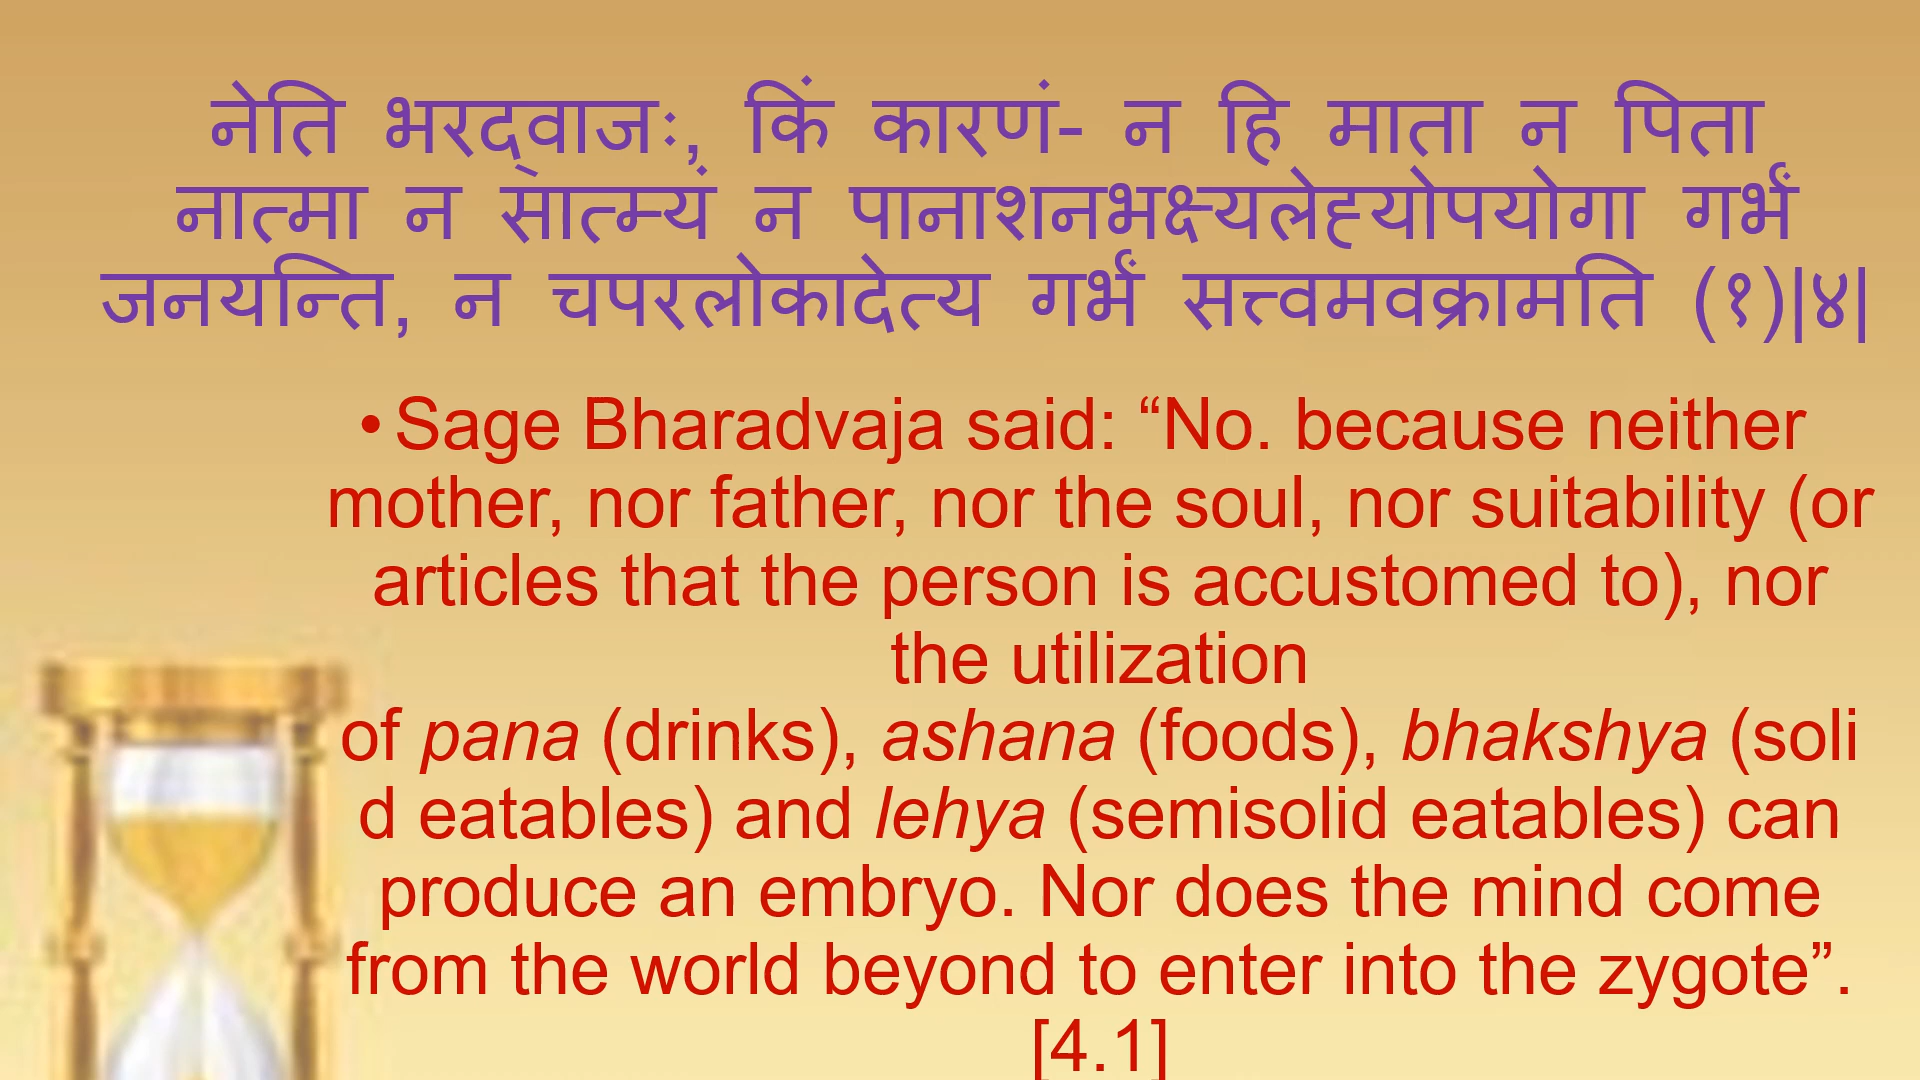 नेति भरद्वाजः, किं कारणं- न हि माता न पिता
नात्मा न सात्म्यं न पानाशनभक्ष्यलेह्योपयोगा गर्भं
जनयन्ति, न चपरलोकादेत्य गर्भं सत्त्वमवक्रामति (१)|४|
•Sage Bharadvaja said: “No. because neither
mother, nor father, nor the soul, nor suitability (or
articles that the person is accustomed to), nor
the utilization
of pana (drinks), ashana (foods), bhakshya (soli
d eatables) and lehya (semisolid eatables) can
produce an embryo. Nor does the mind come
from the world beyond to enter into the zygote”.
[4.1]